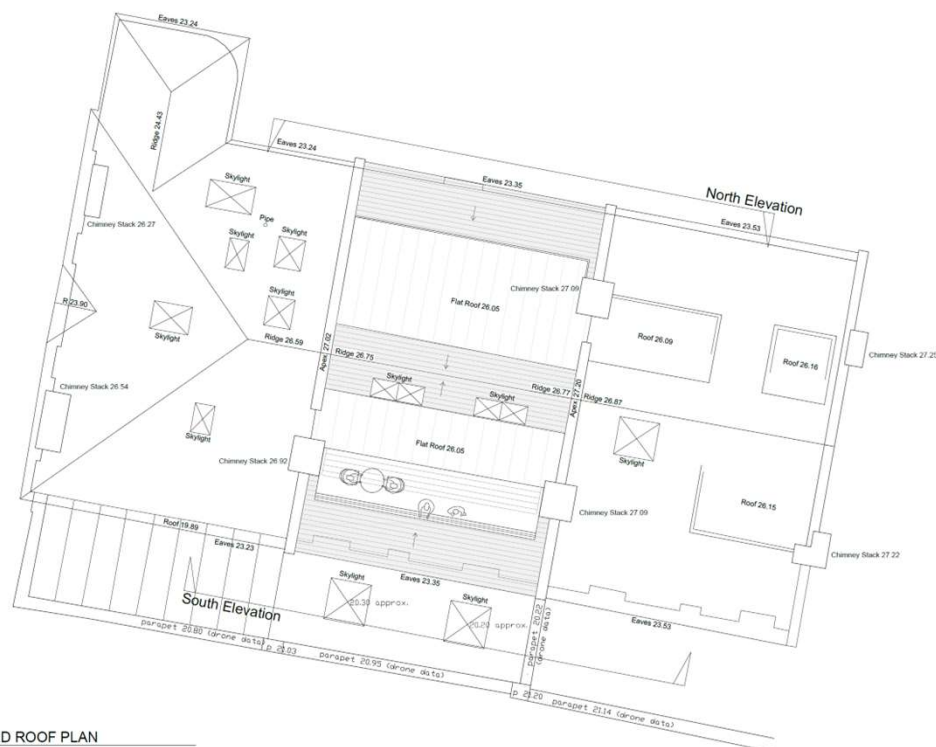 Eaves 23.24
Ridge 24.43
Eaves 23.24
Eaves 23.35
North Elevation
Eaves 23.53
Skylight
Chimney Stack 26.27
Pipe
Skylight
Skylight
Skylight
Chimney Stack 27.09
Flat Roof 26.05
R 23.90
Skylight
Ridge 26.59
Apex 27.02
Ridge 26.75
Roof 26.09
Roof 26.16
Chimney Stack 27.25
Skylight
Skylight
Ridge 26.77
Apex 27.20
Ridge 26.87
Chimney Stack 26.54
Skylight
Flat Roof 26.05
Skylight
Chimney Stack 26.92
Roof 26.15
Chimney Stack 27.09
Roof 19.89
Eaves 23.23
Chimney Stack 27.22
Eaves 23.35
Skylight
20.30 approx.
Skylight
20.20 approx.
South Elevation
Eaves 23.53
parapet 20.22
(drone data)
parapet 20.80 (drone data)
p 21.03
parapet 20.95 (drone data)
p 21.20
parapet 21.14 (drone data)
D ROOF PLAN